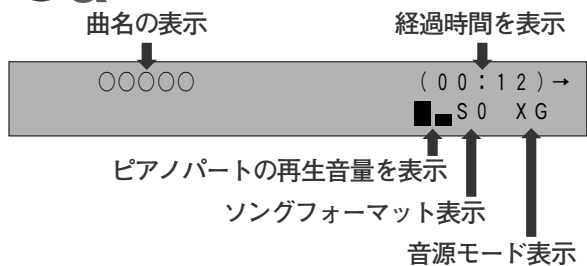 曲名の表示 経過時間を表示
○○○○○ (00:12)→
S0 XG
ピアノパートの再生音量を表示
ソングフォーマット表示
音源モード表示